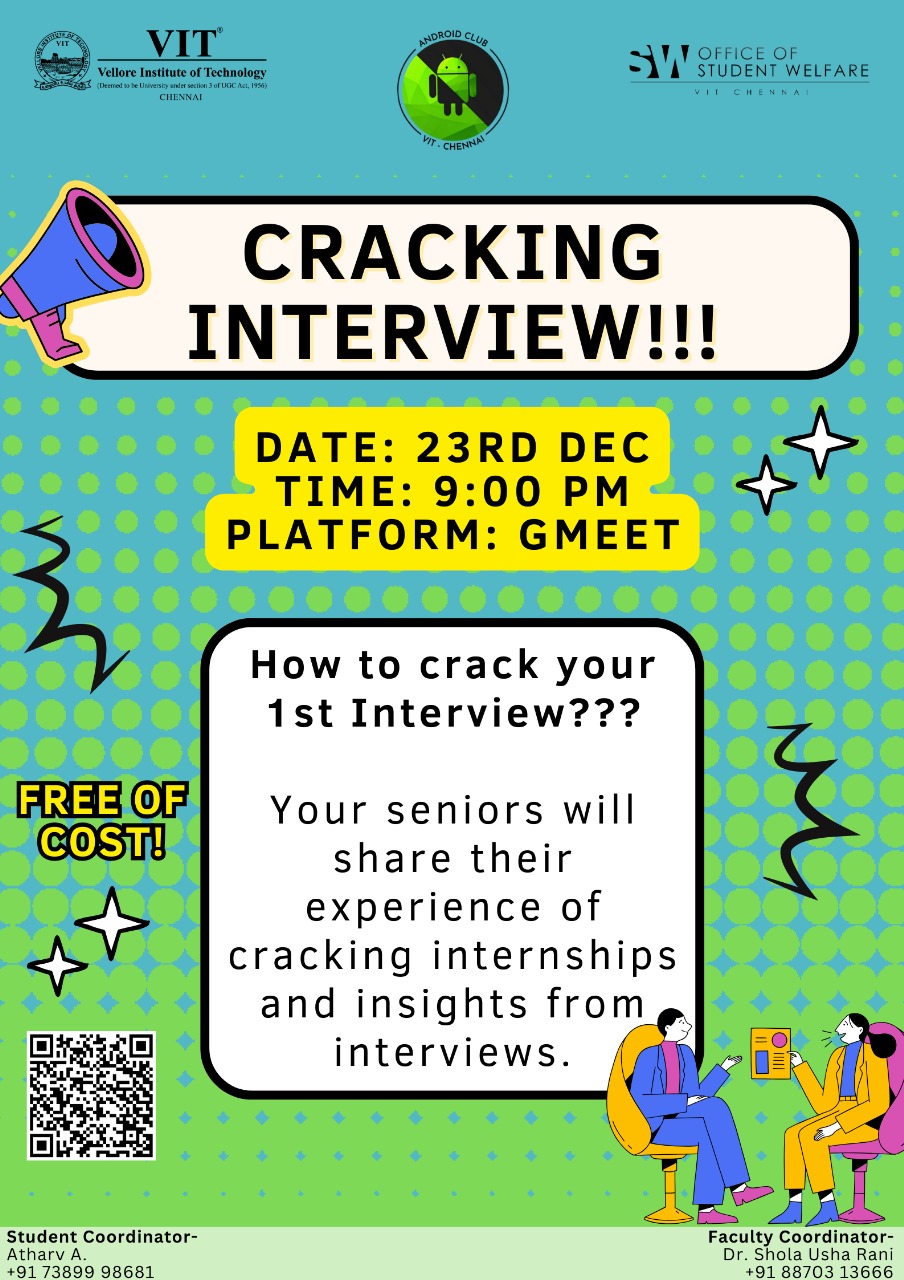 VIT®
Vellore Institute of Technology
(Deemed to be University under section 3 of UGC Act, 1956)
CHENNAI
VIT
ANDROID CLUB
VIT - CHENNAI
SW OFFICE OF
STUDENT WELFARE
VIT CHENNAI
CRACKING
INTERVIEW!!!
DATE: 23RD DEC
TIME: 9:00 PM
PLATFORM: GMEET
How to crack your
1st Interview???
Your seniors will
share their
experience of
cracking internships
and insights from
interviews.
FREE OF
COST!
Student Coordinator-
Atharv A.
+91 73899 98681
Faculty Coordinator-
Dr. Shola Usha Rani
+91 88703 13666